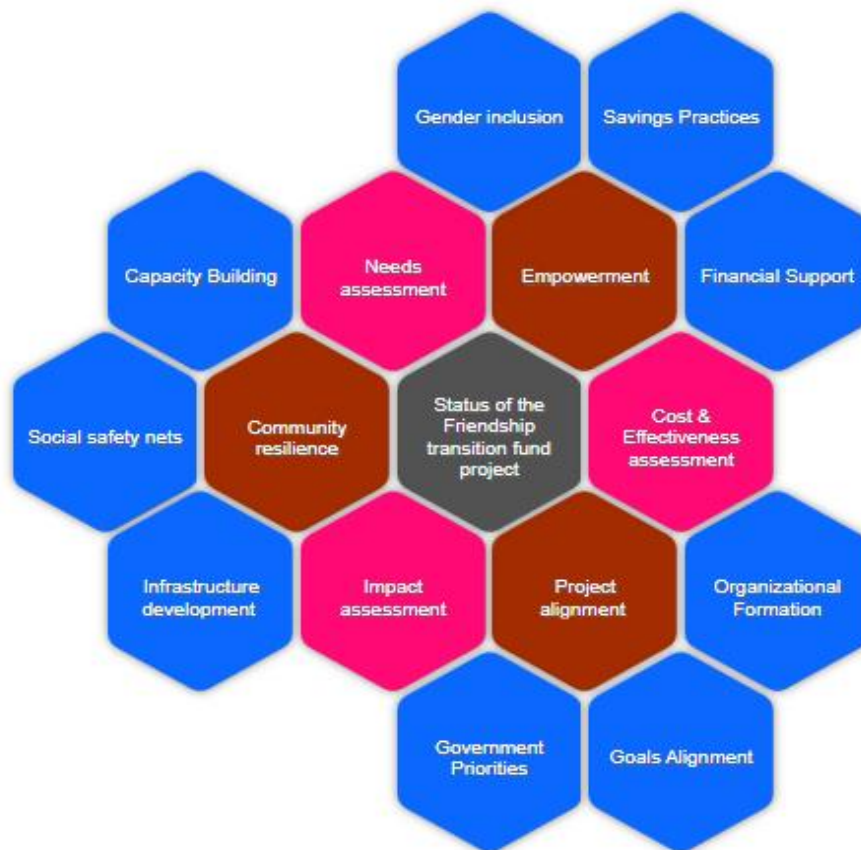 Gender inclusion
Savings Practices
Capacity Building
Needs
assessment
Empowerment
Financial Support
Social safety nets
Community
resilience
Status of the
Friendship
transition fund
project
Cost &
Effectiveness
assessment
Infrastructure
development
Impact
assessment
Project
alignment
Organizational
Formation
Government
Priorities
Goals Alignment